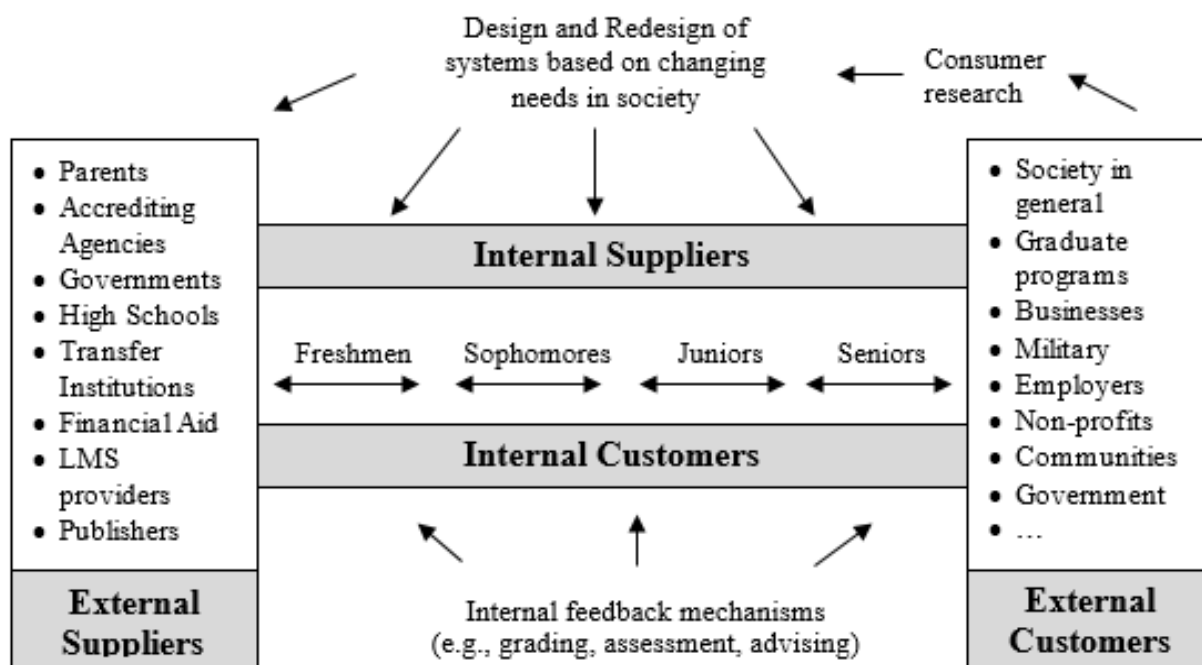 Design and Redesign of
systems based on changing
needs in society
Consumer
research
• Parents
• Accrediting
Agencies
• Governments
• High Schools
• Transfer
Institutions
• Financial Aid
• LMS
providers
• Publishers
External
Suppliers
Internal Suppliers
Freshmen
Sophomores
Juniors
Seniors
Internal Customers
Internal feedback mechanisms
(e.g., grading, assessment, advising)
• Society in
general
• Graduate
programs
• Businesses
• Military
• Employers
• Non-profits
• Communities
• Government
• ...
External
Customers